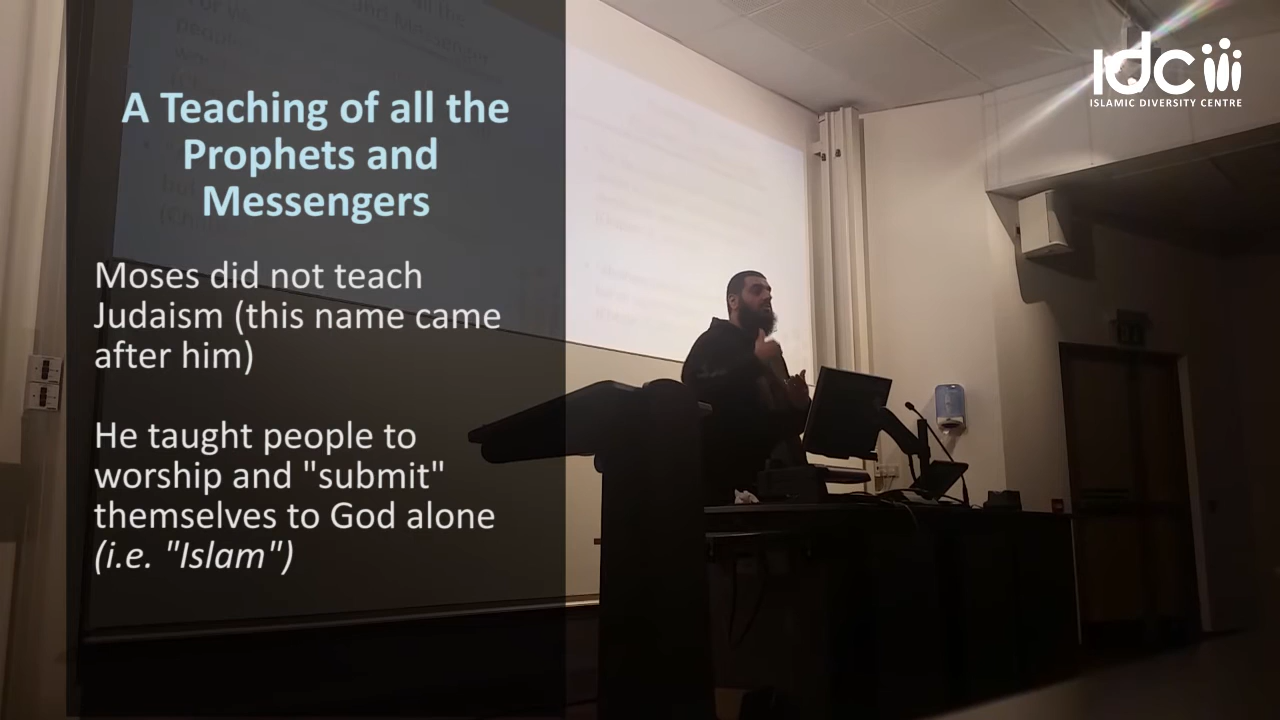 A Teaching of all the
Prophets and
Messengers
Moses did not teach
Judaism (this name came
after him)
He taught people to
worship and "submit"
themselves to God alone
(i.e. "Islam")
idc
ISLAMIC DIVERSITY CENTRE